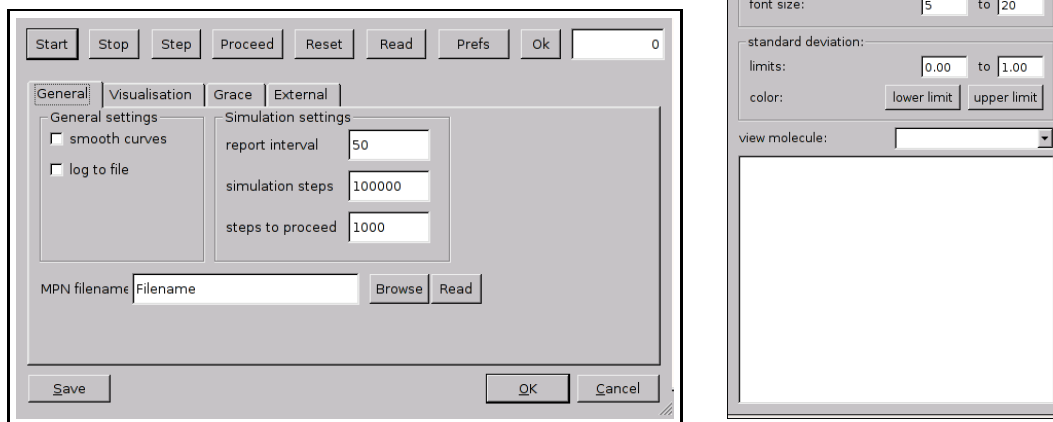 Start Stop Step Proceed Reset Read Prefs Ok 0
General Visualisation Grace External
General settings Simulation settings
smooth curves
log to file
report interval 50
simulation steps 100000
steps to proceed 1000
MPN filename Filename Browse Read
Save OK Cancel
font size: 5 to 20
standard deviation:
limits: 0.00 to 1.00
color: lower limit upper limit
view molecule: